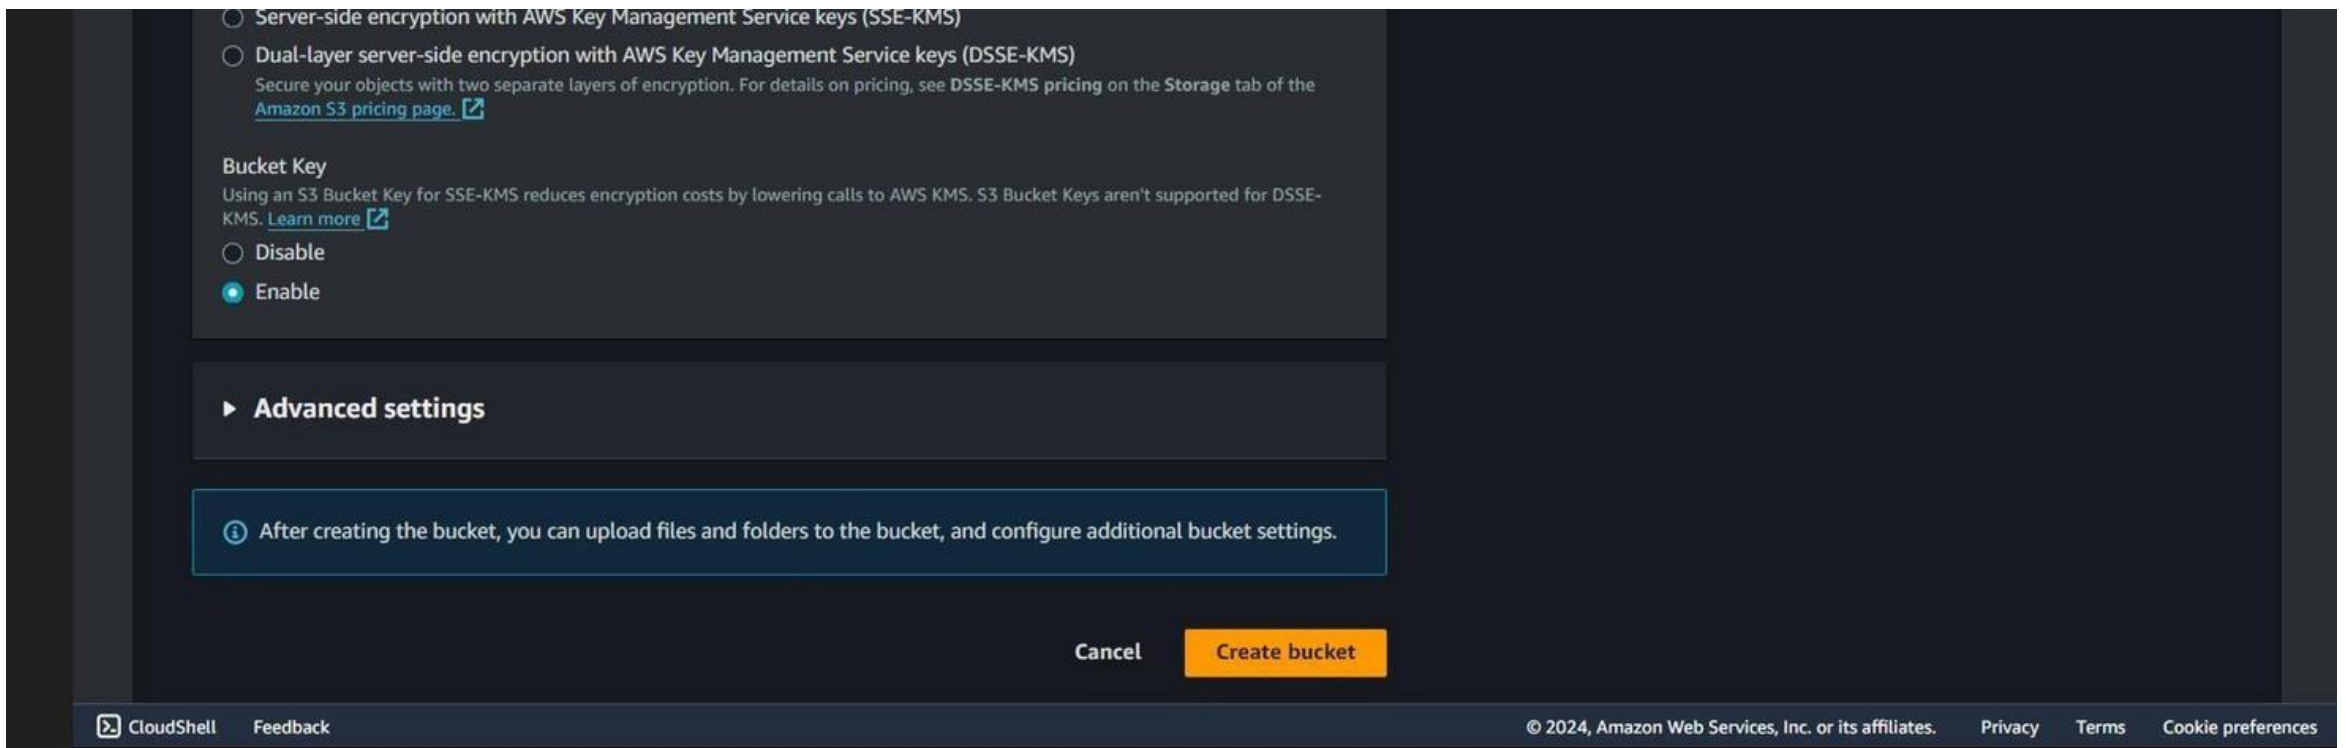 Server-side encryption with AWS Key Management Service keys (SSE-KMS)
Dual-layer server-side encryption with AWS Key Management Service keys (DSSE-KMS)
Secure your objects with two separate layers of encryption. For details on pricing, see DSSE-KMS pricing on the Storage tab of the
Amazon S3 pricing page.
Bucket Key
Using an S3 Bucket Key for SSE-KMS reduces encryption costs by lowering calls to AWS KMS. S3 Bucket Keys aren't supported for DSSE-
KMS. Learn more
Disable
Enable
Advanced settings
After creating the bucket, you can upload files and folders to the bucket, and configure additional bucket settings.
Cancel Create bucket
CloudShell Feedback © 2024, Amazon Web Services, Inc. or its affiliates. Privacy Terms Cookie preferences